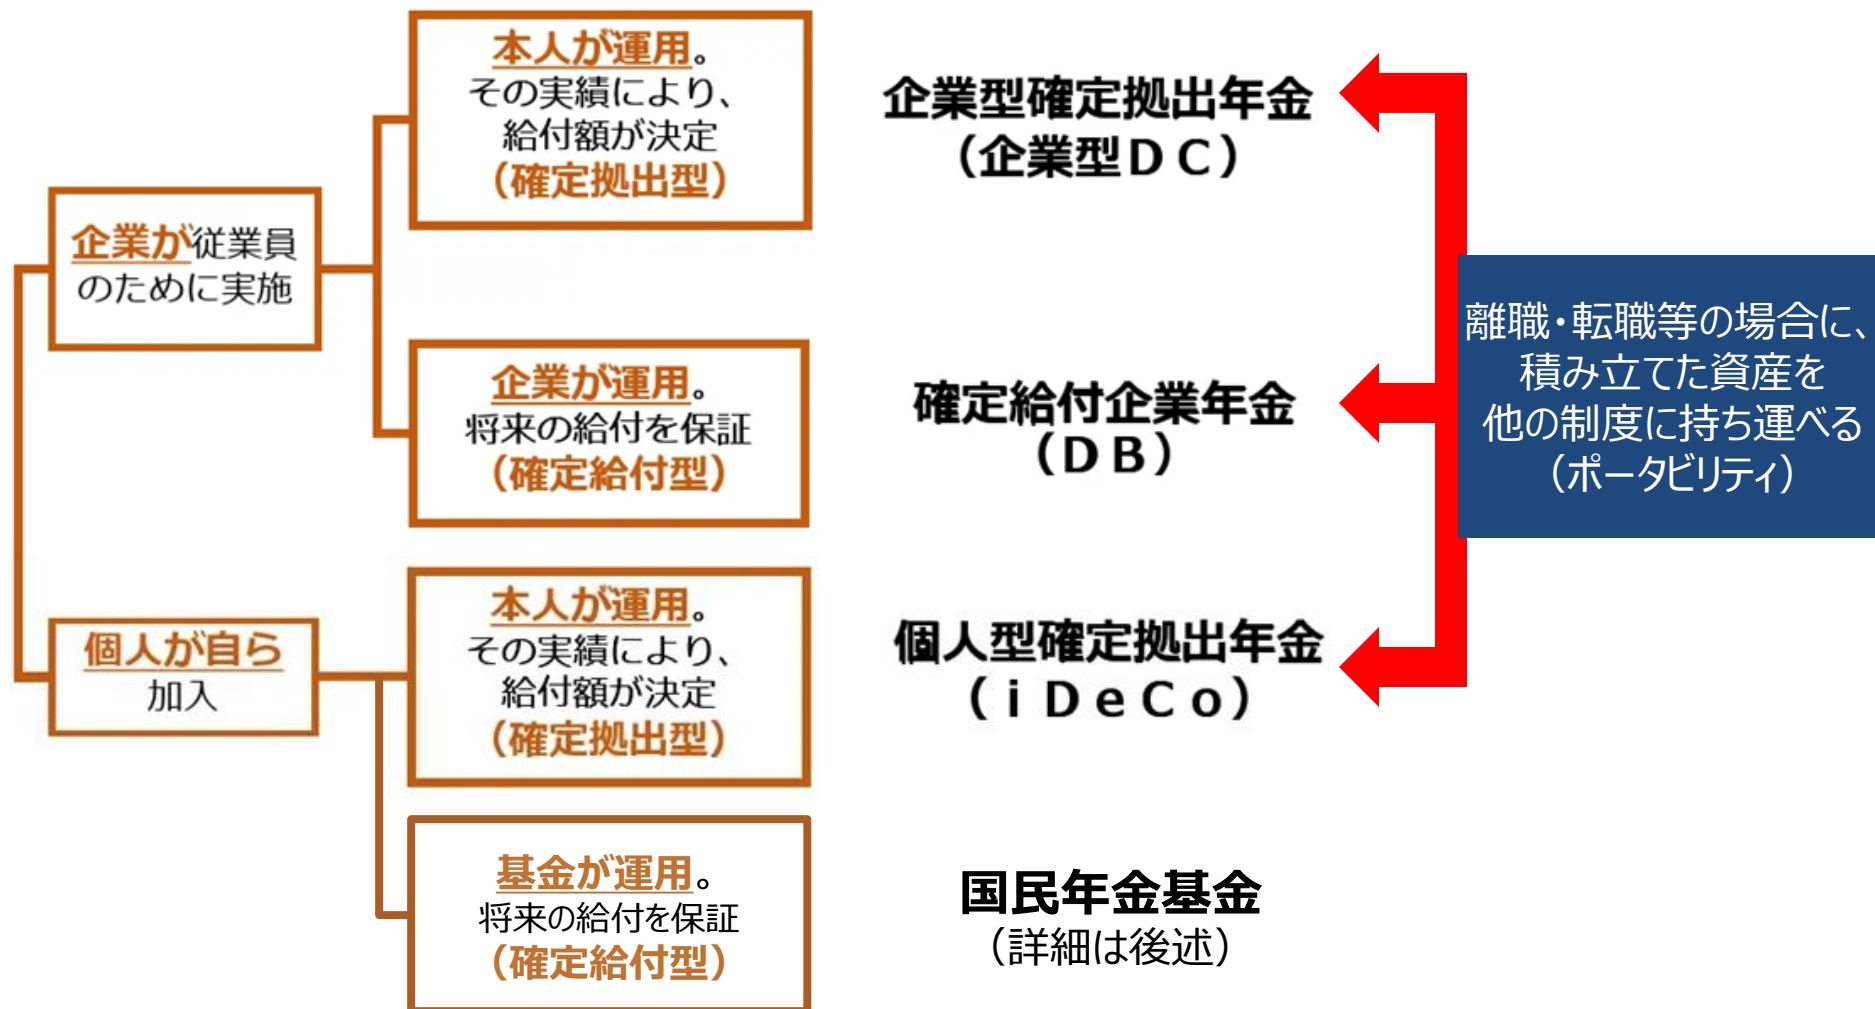 企業が従業員
のために実施
本人が運用。
その実績により、
給付額が決定
（確定拠出型）
企業型確定拠出年金
（企業型ＤＣ）
企業が運用。
将来の給付を保証
（確定給付型）
確定給付企業年金
（ＤＢ）
個人が自ら
加入
本人が運用。
その実績により、
給付額が決定
（確定拠出型）
個人型確定拠出年金
（ｉＤｅＣｏ）
基金が運用。
将来の給付を保証
（確定給付型）
国民年金基金
（詳細は後述）
離職・転職等の場合に、
積み立てた資産を
他の制度に持ち運べる
（ポータビリティ）